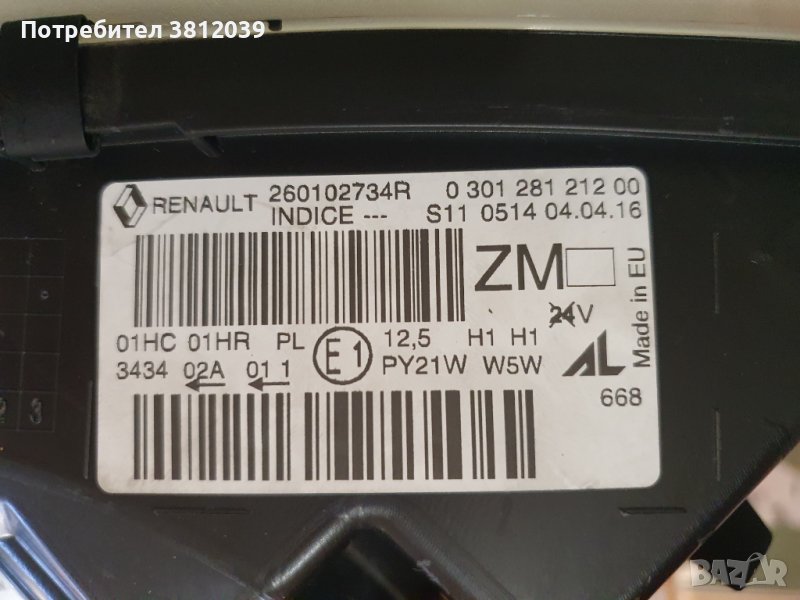 Потребител 3812039
RENAULT 260102734R 0 301 281 212 00
INDICE --- S11 0514 04.04.16
ZM
24V
Made in EU
01HC 01HR PL E1 12,5 H1 H1
3434 02A 01 1 PY21W W5W
AL
668
BAZAR